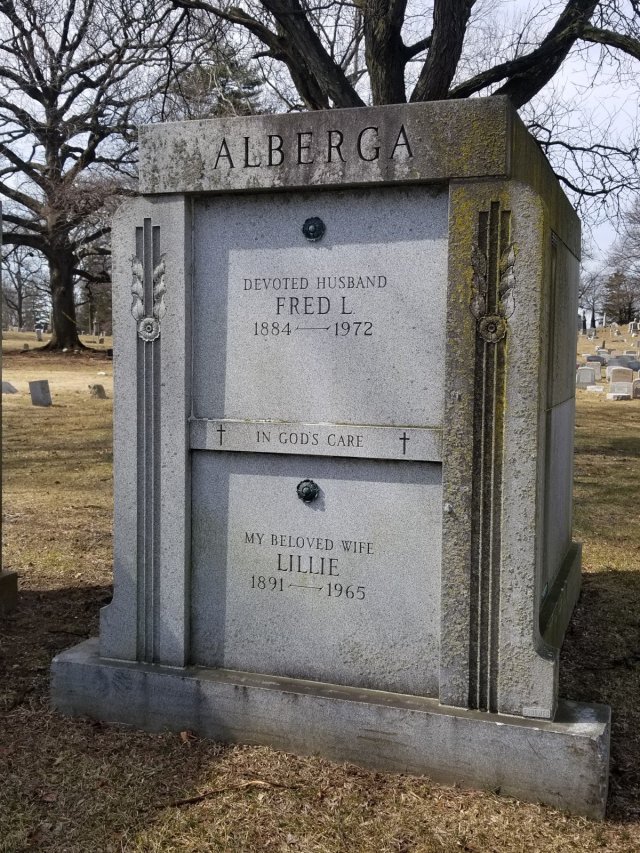 ALBERGA
DEVOTED HUSBAND
FRED L.
1884—1972
IN GOD'S CARE
MY BELOVED WIFE
LILLIE
1891—1965